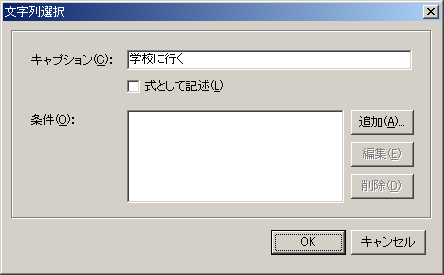 文字列選択
キャプション(C): 学校に行く
式として記述(L)
条件(O):
追加(A)...
編集(E)
削除(D)
OK キャンセル